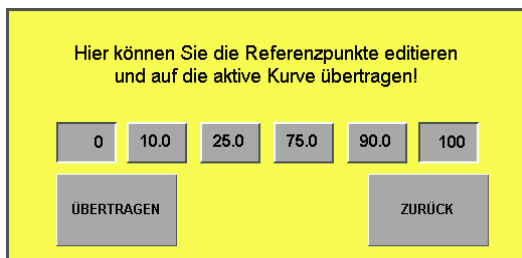 Hier können Sie die Referenzpunkte editieren
und auf die aktive Kurve übertragen!
0 10.0 25.0 75.0 90.0 100
ÜBERTRAGEN ZURÜCK